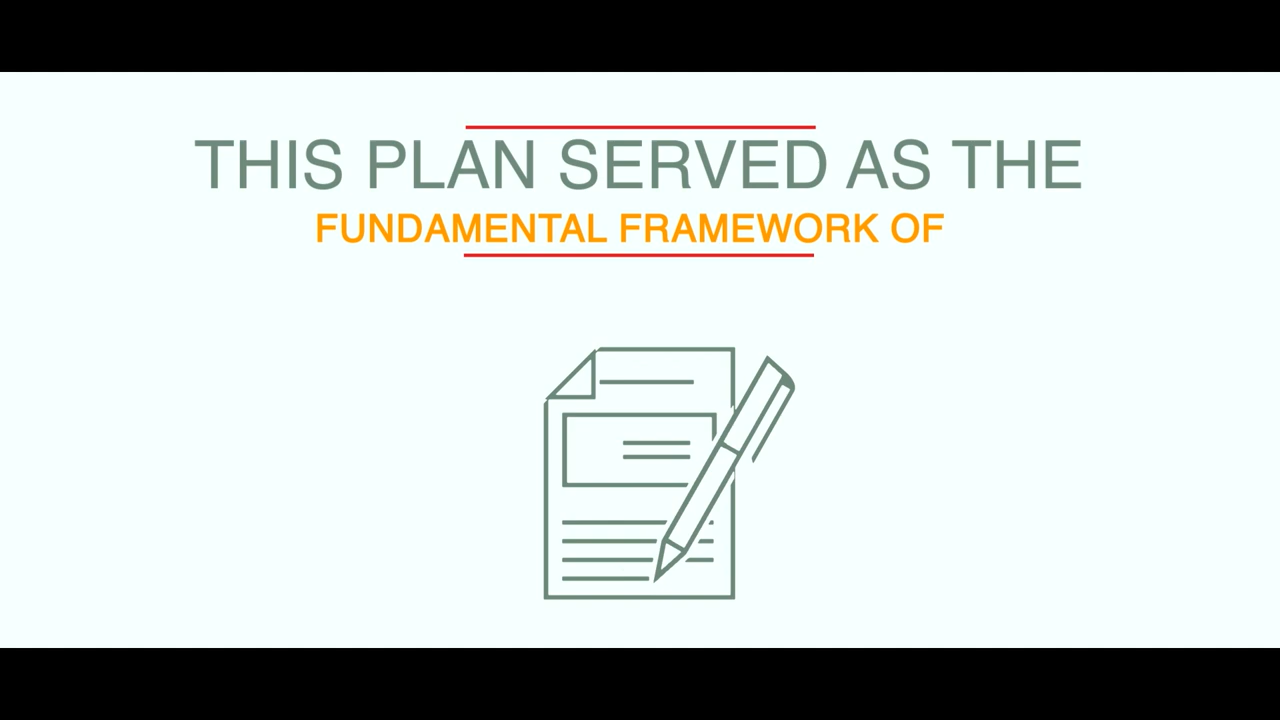 THIS PLAN SERVED AS THE
FUNDAMENTAL FRAMEWORK OF